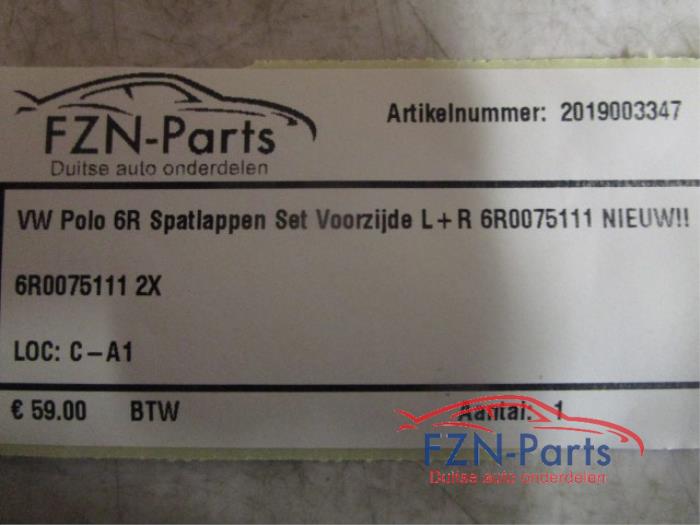 FZN-Parts
Duitse auto onderdelen
Artikelnummer: 2019003347
VW Polo 6R Spatlappen Set Voorzijde L+R 6R0075111 NIEUW!!
6R0075111 2X
LOC: C-A1
€ 59.00 BTW Aantal: 1
FZN-Parts
Duitse auto onderdelen